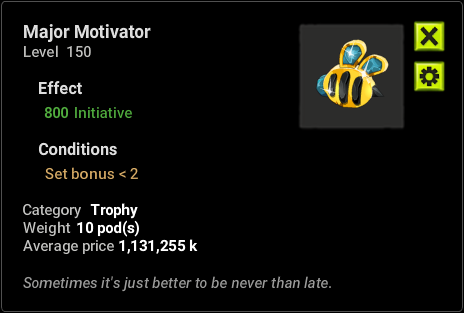 Major Motivator
Level 150
Effect
800 Initiative
Conditions
Set bonus < 2
Category Trophy
Weight 10 pod(s)
Average price 1,131,255 k
Sometimes it's just better to be never than late.